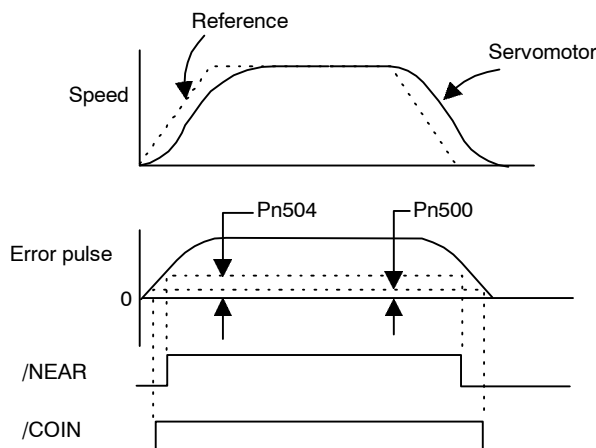 Reference
Servomotor
Speed
Pn504
Pn500
Error pulse
0
/NEAR
/COIN